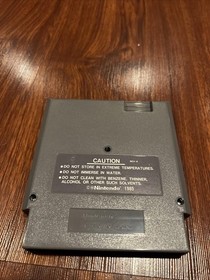 CAUTION
●DO NOT STORE IN EXTREME TEMPERATURES.
●DO NOT IMMERSE IN WATER.
●DO NOT CLEAN WITH BENZENE, THINNER,
ALCOHOL OR OTHER SUCH SOLVENTS.
©Nintendo 1985